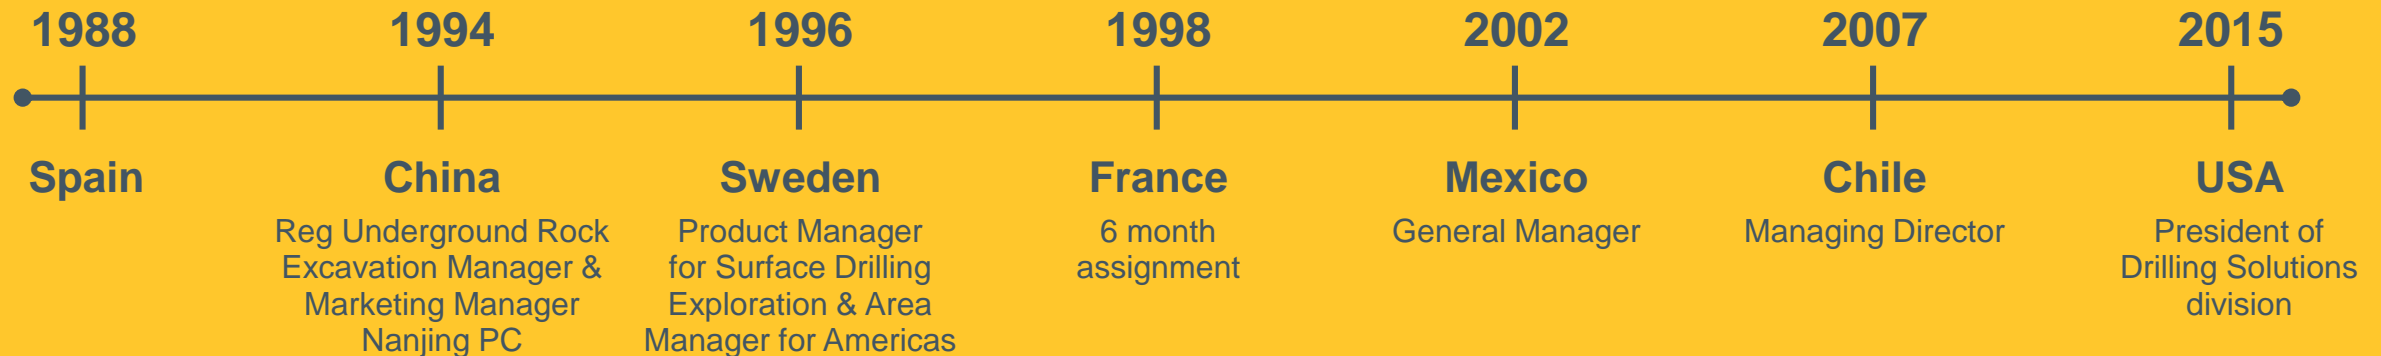 1988
1994
1996
1998
2002
2007
2015
Spain
China
Sweden
France
Mexico
Chile
USA
Reg Underground Rock
Excavation Manager &
Marketing Manager
Nanjing PC
Product Manager
for Surface Drilling
Exploration & Area
Manager for Americas
6 month
assignment
General Manager
Managing Director
President of
Drilling Solutions
division